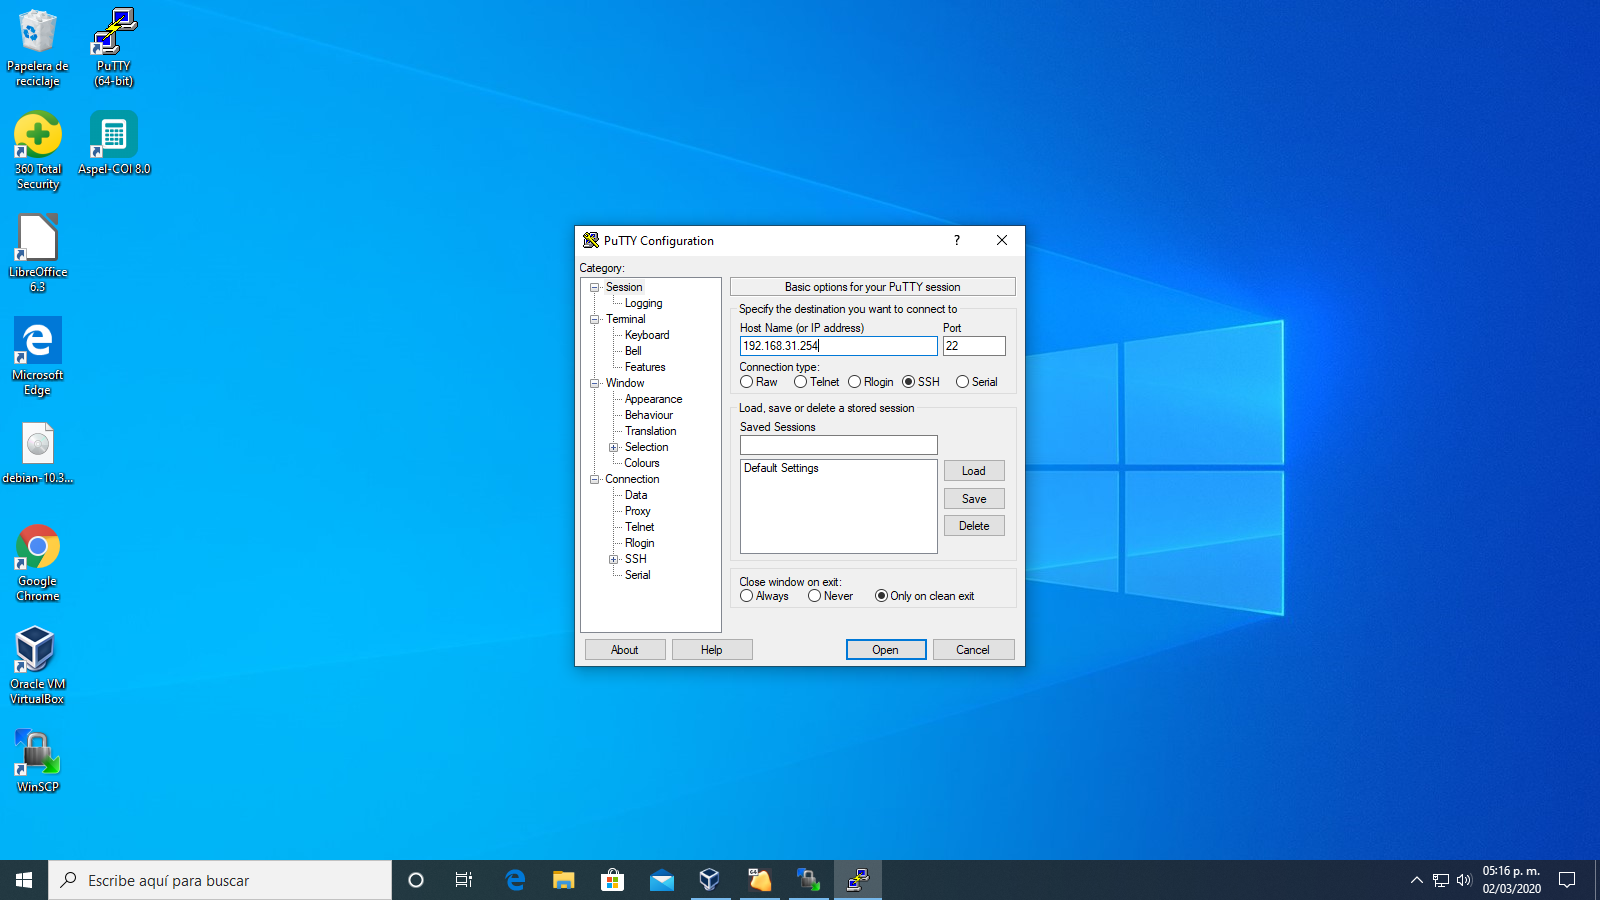 Papelera de
reciclaje
PuTTY
(64-bit)
360 Total
Security
Aspel-COI 8.0
LibreOffice
6.3
Microsoft
Edge
debian-10.3...
Google
Chrome
Oracle VM
VirtualBox
WinSCP
PuTTY Configuration
?
Category:
Session
Logging
Terminal
Keyboard
Bell
Features
Window
Appearance
Behaviour
Translation
Selection
Colours
Connection
Data
Proxy
Telnet
Rlogin
SSH
Serial
Basic options for your PuTTY session
Specify the destination you want to connect to
Host Name (or IP address) Port
192.168.31.254 22
Connection type:
Raw Telnet Rlogin SSH Serial
Load, save or delete a stored session
Saved Sessions
Default Settings
Load
Save
Delete
Close window on exit:
Always Never Only on clean exit
About Help Open Cancel
Escribe aquí para buscar
64
05:16 p. m.
02/03/2020